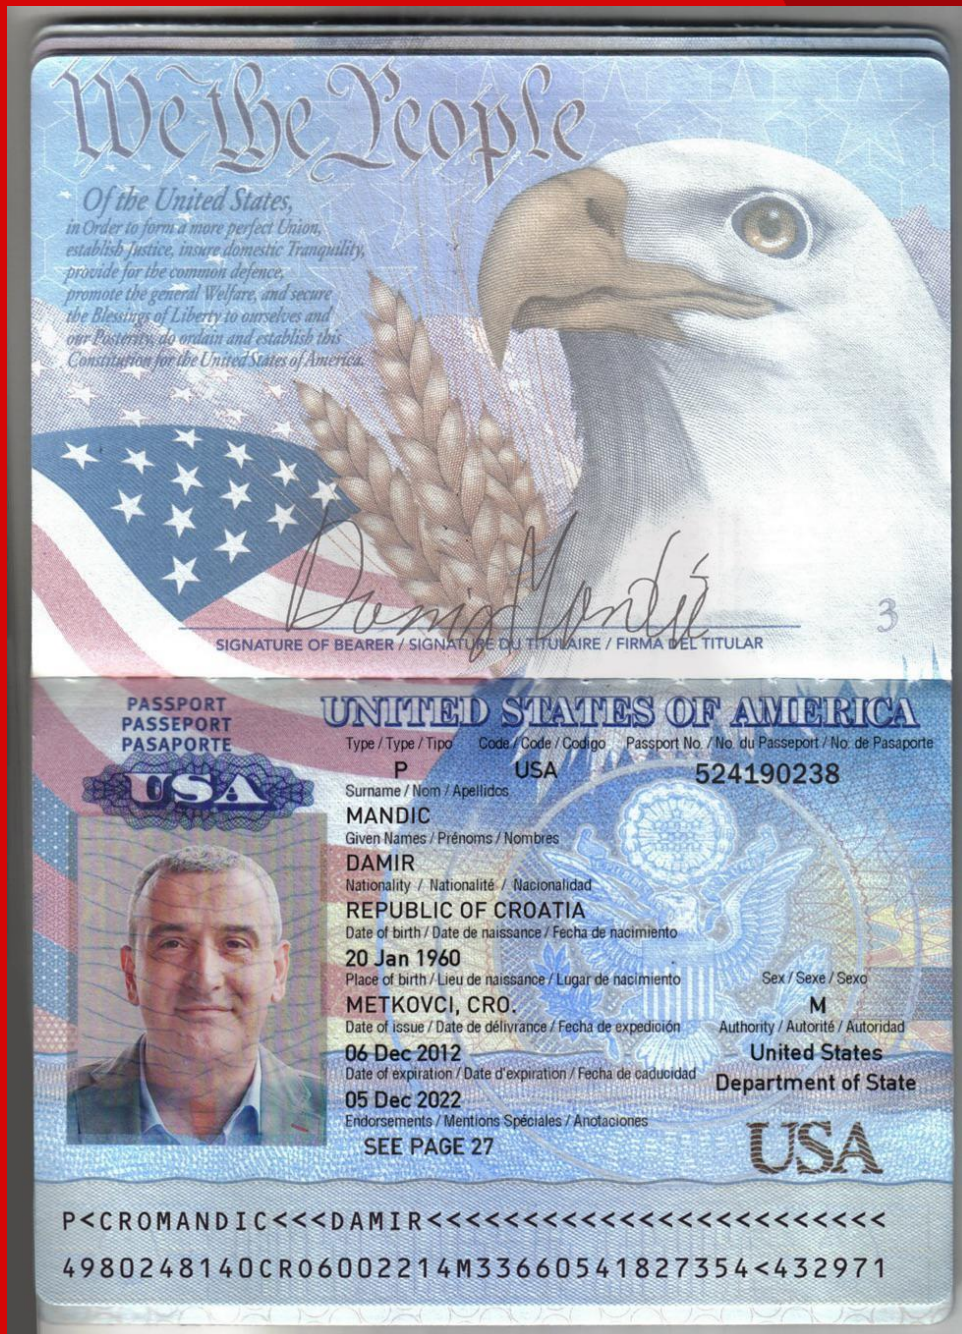 We the People
Of the United States,
in Order to form a more perfect Union,
establish Justice, insure domestic Tranquility,
provide for the common defence,
promote the general Welfare, and secure
the Blessings of Liberty to ourselves and
our Posterity, do ordain and establish this
Constitution for the United States of America.
Damir Mandić
3
SIGNATURE OF BEARER / SIGNATURE DU TITULAIRE / FIRMA DEL TITULAR
PASSPORT
PASSEPORT
PASAPORTE
USA
UNITED STATES OF AMERICA
Type / Type / Tipo Code / Code / Codigo Passport No. / No. du Passeport / No. de Pasaporte
P USA 524190238
Surname / Nom / Apellidos
MANDIC
Given Names / Prénoms / Nombres
DAMIR
Nationality / Nationalité / Nacionalidad
REPUBLIC OF CROATIA
Date of birth / Date de naissance / Fecha de nacimiento
20 Jan 1960
Place of birth / Lieu de naissance / Lugar de nacimiento Sex / Sexe / Sexo
METKOVCI, CRO. M
Date of issue / Date de délivrance / Fecha de expedición Authority / Autorité / Autoridad
06 Dec 2012 United States
Date of expiration / Date d'expiration / Fecha de caducidad Department of State
05 Dec 2022
Endorsements / Mentions Spéciales / Anotaciones
SEE PAGE 27 USA
P<CROMANDIC<<<DAMIR<<<<<<<<<<<<<<<<<<<<<<<<<
4980248140CRO6002214M33660541827354<432971